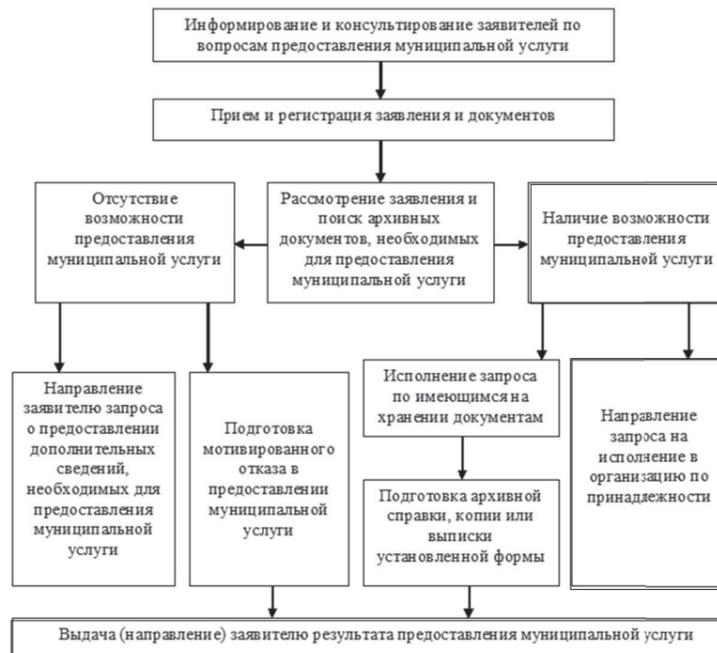 Информирование и консультирование заявителей по
вопросам предоставления муниципальной услуги
Прием и регистрация заявления и документов
Отсутствие
возможности
предоставления
муниципальной услуги
Рассмотрение заявления и
поиск архивных
документов, необходимых
для предоставления
муниципальной услуги
Наличие возможности
предоставления
муниципальной услуги
Направление
заявителю запроса
о предоставлении
дополнительных
сведений,
необходимых для
предоставления
муниципальной
услуги
Подготовка
мотивированного
отказа в
предоставлении
муниципальной
услуги
Исполнение запроса
по имеющимся на
хранении документам
Подготовка архивной
справки, копии или
выписки
установленной формы
Направление
запроса на
исполнение в
организацию по
принадлежности
Выдача (направление) заявителю результата предоставления муниципальной услуги